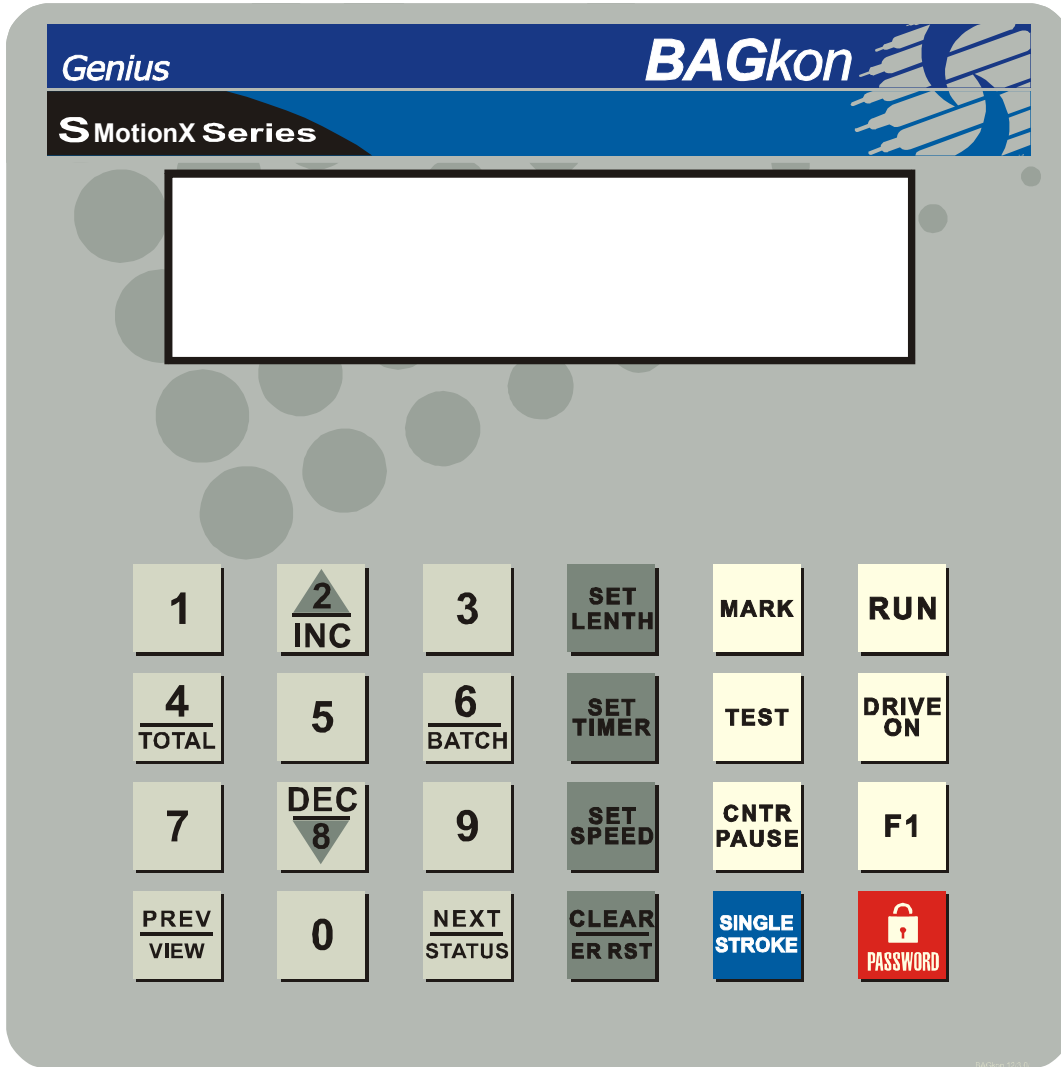 Genius
BAGkon
S MotionX Series
1
2
INC
3
SET
LENTH
MARK
RUN
4
TOTAL
5
6
BATCH
SET
TIMER
TEST
DRIVE
ON
7
DEC
8
9
SET
SPEED
CNTR
PAUSE
F1
PREV
VIEW
0
NEXT
STATUS
CLEAR
ER RST
SINGLE
STROKE
PASSWORD